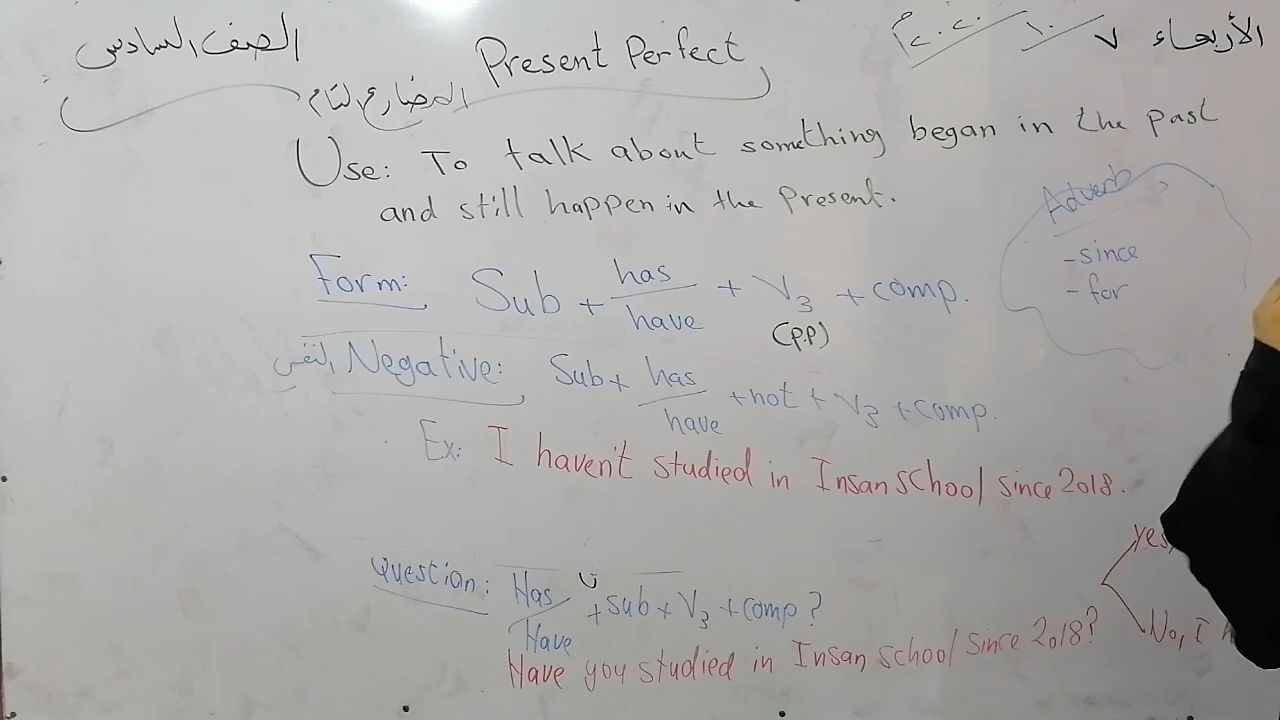 الأربعاء ٧/١٠/٢٠٢٠م
الصف السادس
Present Perfect
المضارع التام
Use: To talk about something began in the past
and still happen in the present.
Adverb
- since
- for
Form: Sub + has/have + V3 + comp.
(p.p)
النفي Negative: Sub + has/have + not + V3 + comp.
Ex: I haven't studied in Insan school since 2018.
Question: Has/Have + sub + V3 + comp?
Have you studied in Insan school since 2018?
yes,
No, I